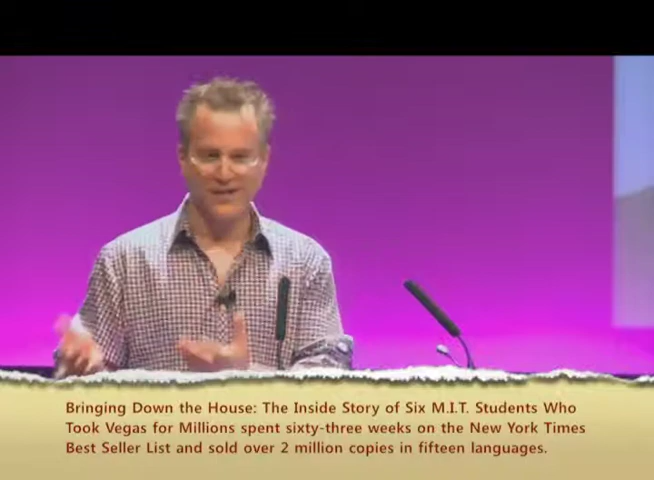 Bringing Down the House: The Inside Story of Six M.I.T. Students Who
Took Vegas for Millions spent sixty-three weeks on the New York Times
Best Seller List and sold over 2 million copies in fifteen languages.